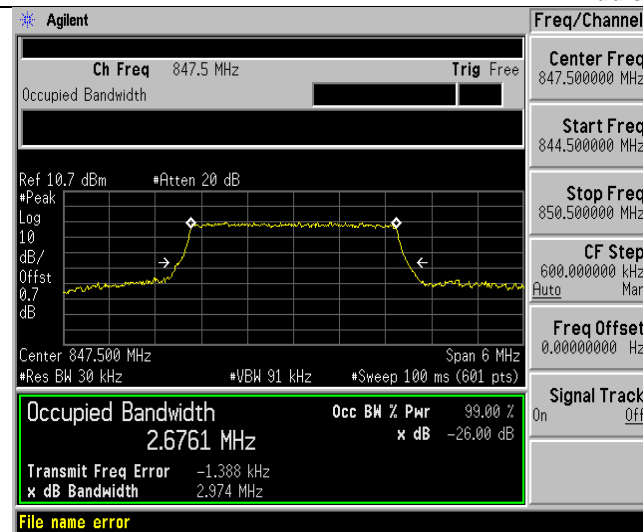 Agilent
Freq/Channel
Ch Freq 847.5 MHz Trig Free
Occupied Bandwidth
Center Freq
847.500000 MHz
Start Freq
844.500000 MHz
Stop Freq
850.500000 MHz
CF Step
600.000000 kHz
Auto Man
Freq Offset
0.00000000 Hz
Signal Track
On Off
Ref 10.7 dBm #Atten 20 dB
#Peak
Log
10
dB/
Offst
0.7
dB
Center 847.500 MHz Span 6 MHz
#Res BW 30 kHz #VBW 91 kHz #Sweep 100 ms (601 pts)
Occupied Bandwidth Occ BW % Pwr 99.00 %
2.6761 MHz x dB -26.00 dB
Transmit Freq Error -1.388 kHz
x dB Bandwidth 2.974 MHz
File name error